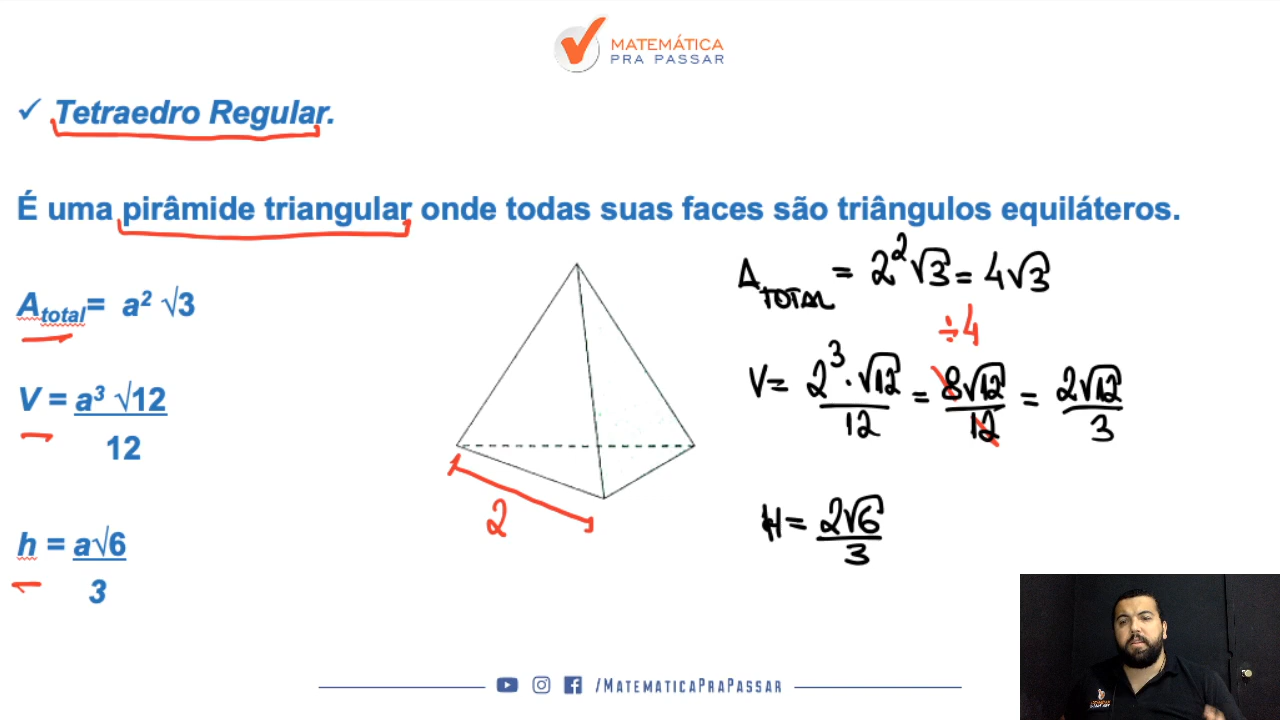 MATEMÁTICA
PRA PASSAR
✓ Tetraedro Regular.
É uma pirâmide triangular onde todas suas faces são triângulos equiláteros.
A_total = a² √3
V = a³ √12
12
h = a√6
3
2
A_TOTAL = 2²√3 = 4√3
÷4
V = 2³·√12/12 = 8√12/12 = 2√12/3
H = 2√6/3
/MATEMATICAPRAPASSAR